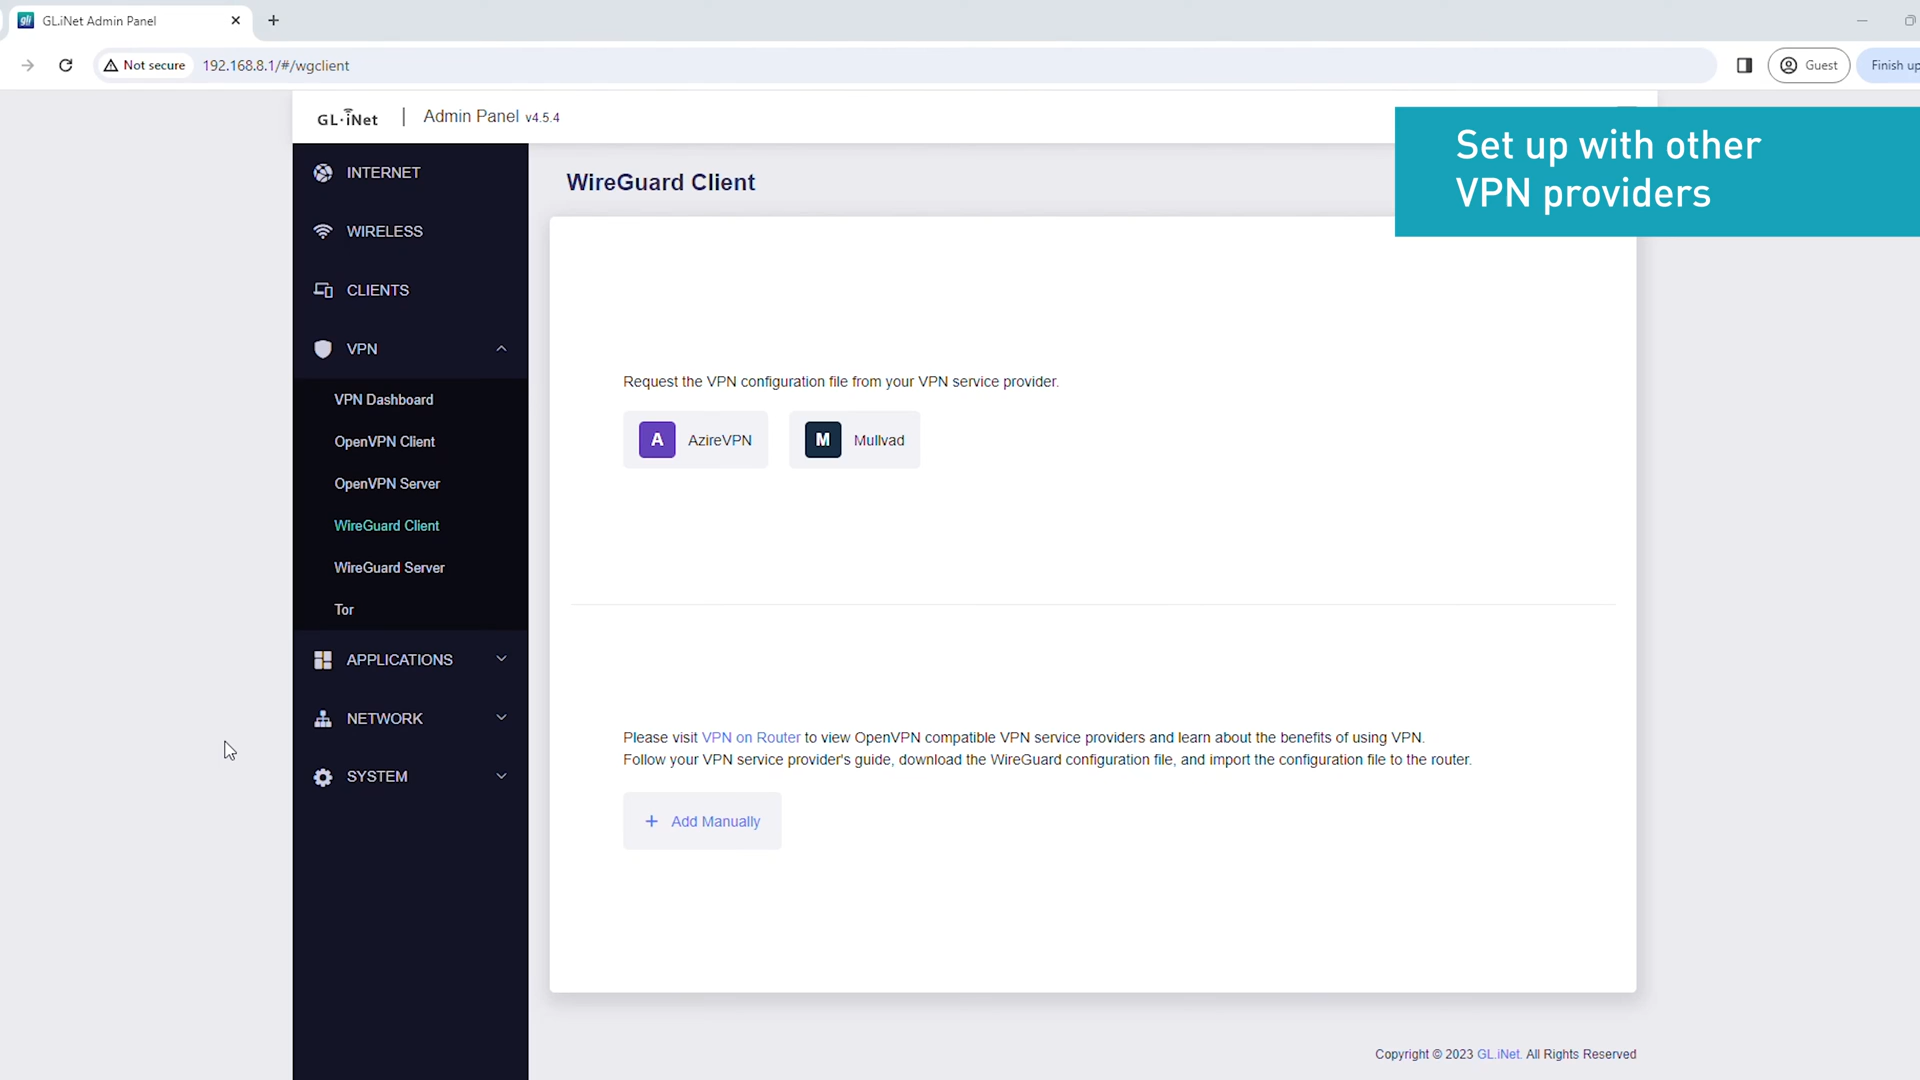 gli GL.iNet Admin Panel
Not secure 192.168.8.1/#/wgclient Guest Finish up
GL·iNet | Admin Panel v4.5.4
Set up with other
VPN providers
INTERNET
WIRELESS
CLIENTS
VPN
VPN Dashboard
OpenVPN Client
OpenVPN Server
WireGuard Client
WireGuard Server
Tor
APPLICATIONS
NETWORK
SYSTEM
WireGuard Client
Request the VPN configuration file from your VPN service provider.
A AzireVPN M Mullvad
Please visit VPN on Router to view OpenVPN compatible VPN service providers and learn about the benefits of using VPN.
Follow your VPN service provider's guide, download the WireGuard configuration file, and import the configuration file to the router.
+ Add Manually
Copyright © 2023 GL.iNet. All Rights Reserved